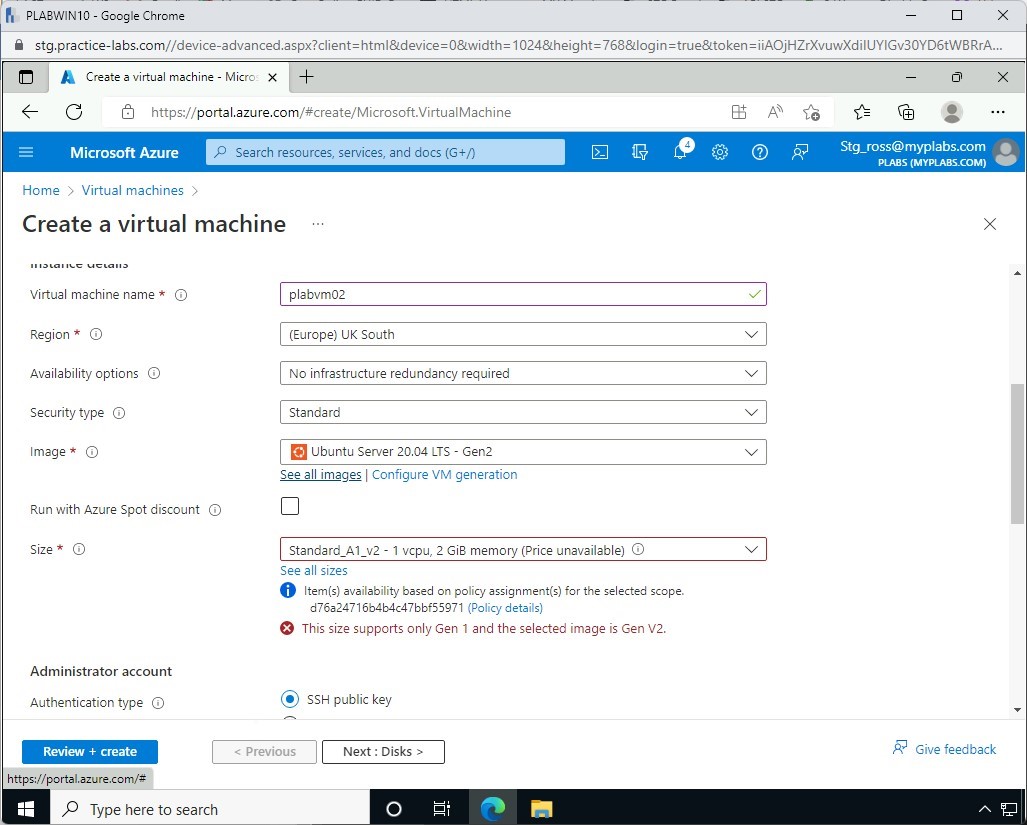 PLABWIN10 - Google Chrome
stg.practice-labs.com//device-advanced.aspx?client=html&device=0&width=1024&height=768&login=true&token=iiAOjHZrXvuwXdiIUYIGv30YD6tWBRrA...
Create a virtual machine - Micros
https://portal.azure.com/#create/Microsoft.VirtualMachine
Microsoft Azure
Search resources, services, and docs (G+/)
4
Stg_ross@myplabs.com
PLABS (MYPLABS.COM)
Home > Virtual machines >
Create a virtual machine ...
Instance details
Virtual machine name *
plabvm02
Region *
(Europe) UK South
Availability options
No infrastructure redundancy required
Security type
Standard
Image *
Ubuntu Server 20.04 LTS - Gen2
See all images | Configure VM generation
Run with Azure Spot discount
Size *
Standard_A1_v2 - 1 vcpu, 2 GiB memory (Price unavailable)
See all sizes
Item(s) availability based on policy assignment(s) for the selected scope.
d76a24716b4b4c47bbf55971 (Policy details)
This size supports only Gen 1 and the selected image is Gen V2.
Administrator account
Authentication type
SSH public key
Review + create
< Previous
Next : Disks >
Give feedback
https://portal.azure.com/#
Type here to search